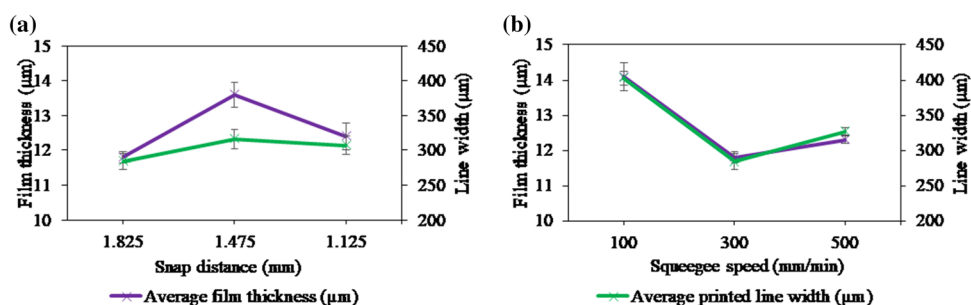 (a)
Film thickness (µm)
15
14
13
12
11
10
450
400
350
300
250
200
Line width (µm)
1.825 1.475 1.125
Snap distance (mm)
(b)
Film thickness (µm)
15
14
13
12
11
10
450
400
350
300
250
200
Line width (µm)
100 300 500
Squeegee speed (mm/min)
Average film thickness (µm)
Average printed line width (µm)